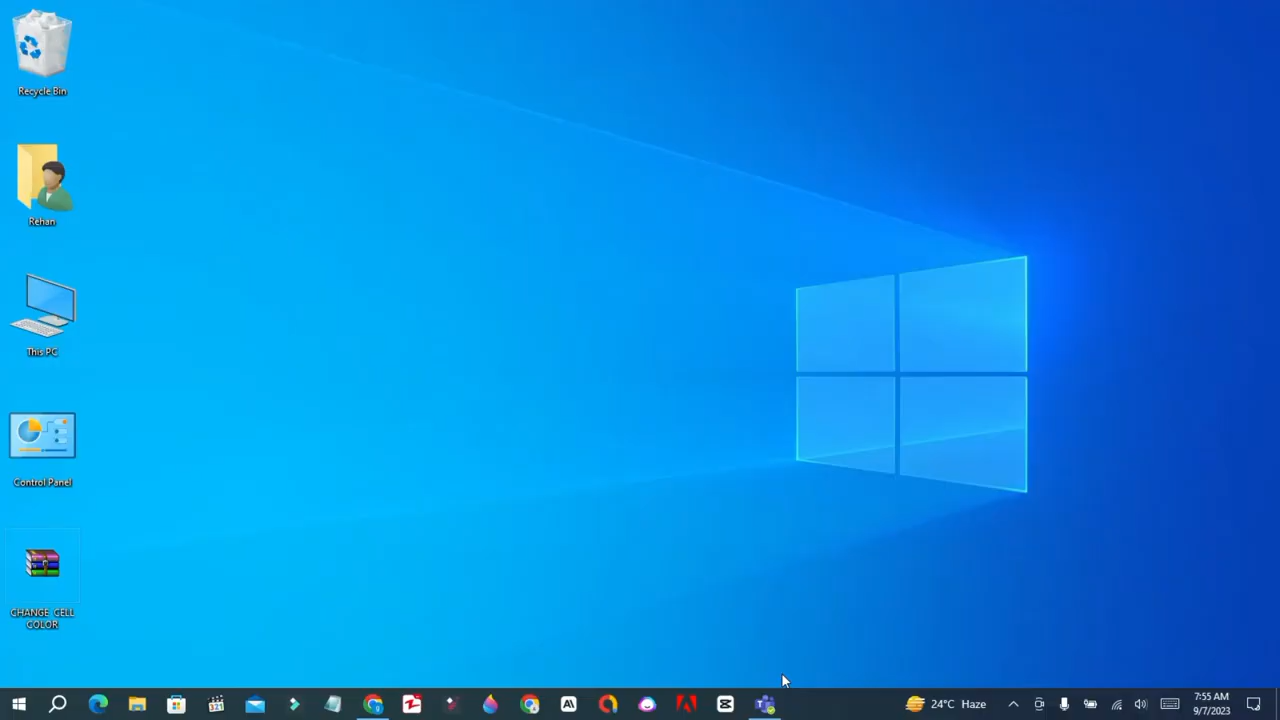 Recycle Bin
Rehan
This PC
Control Panel
CHANGE CELL
COLOR
24°C Haze
7:55 AM
9/7/2023